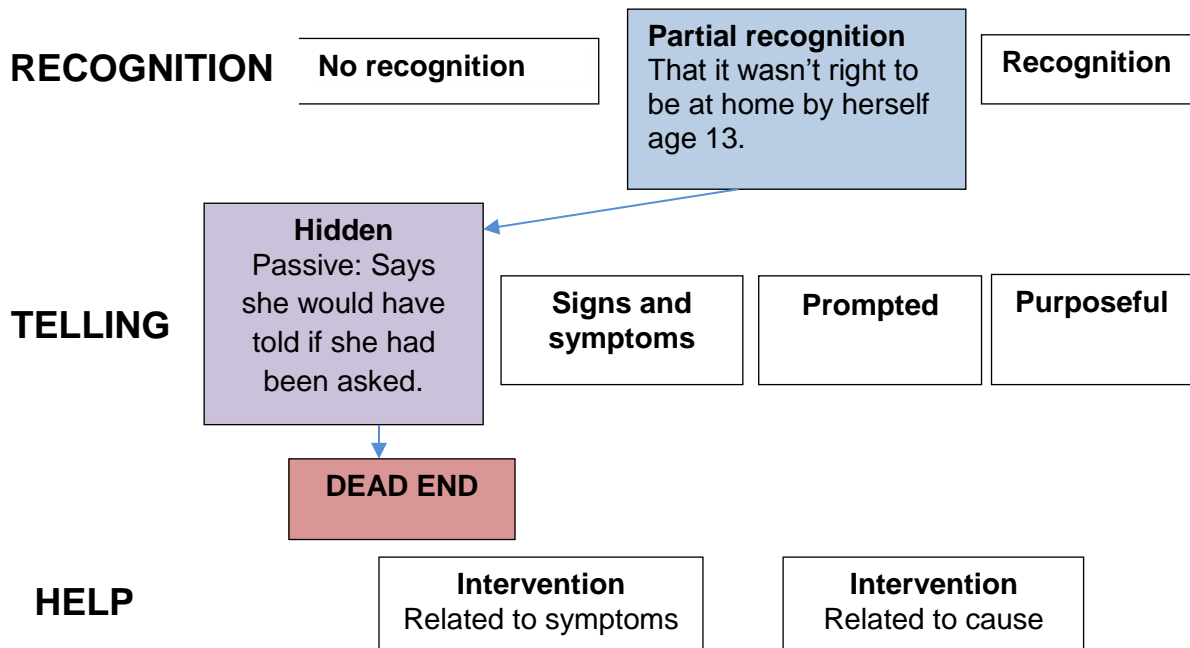 RECOGNITION
No recognition
Partial recognition
That it wasn't right to
be at home by herself
age 13.
Recognition
TELLING
Hidden
Passive: Says
she would have
told if she had
been asked.
Signs and
symptoms
Prompted
Purposeful
DEAD END
HELP
Intervention
Related to symptoms
Intervention
Related to cause